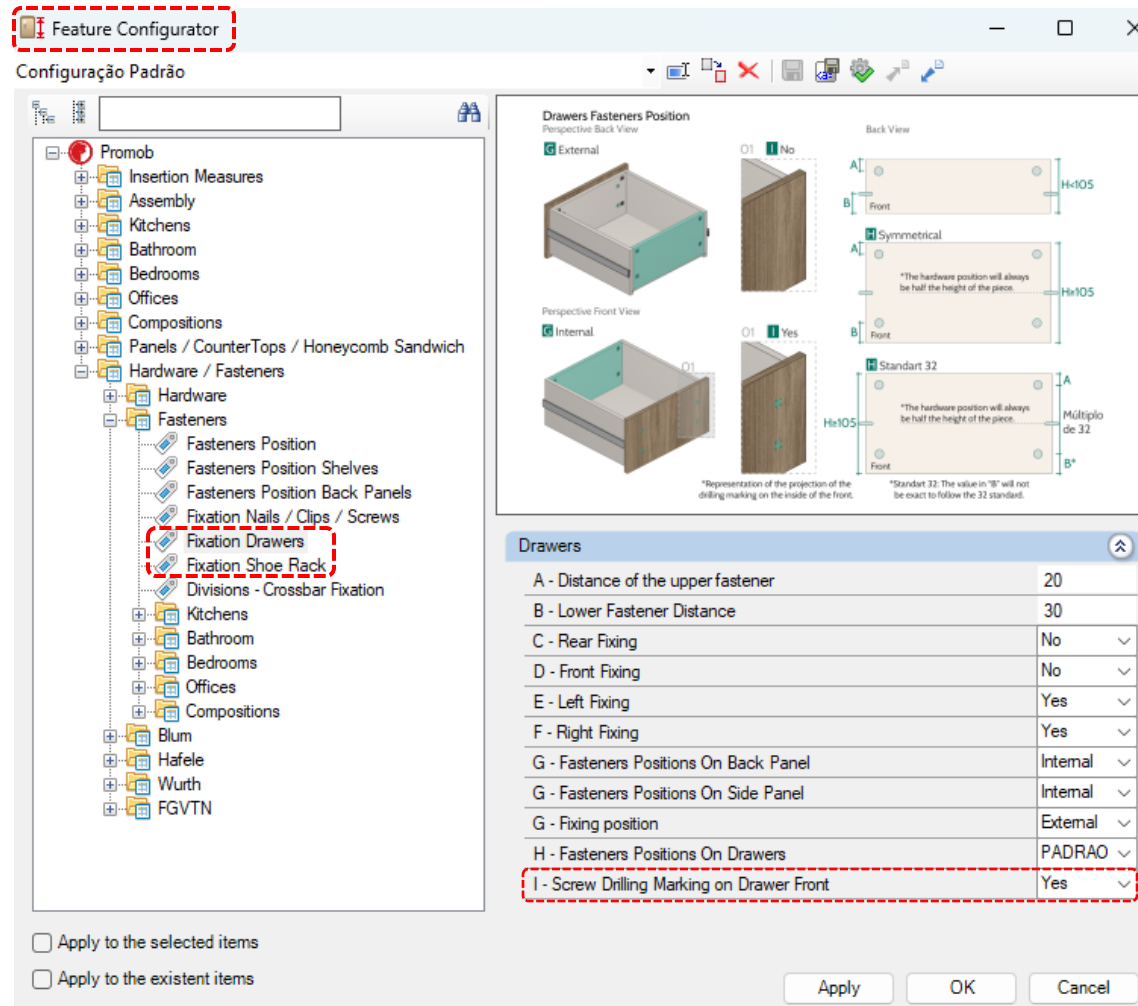 Feature Configurator
Configuração Padrão
Promob
Insertion Measures
Assembly
Kitchens
Bathroom
Bedrooms
Offices
Compositions
Panels / CounterTops / Honeycomb Sandwich
Hardware / Fasteners
Hardware
Fasteners
Fasteners Position
Fasteners Position Shelves
Fasteners Position Back Panels
Fixation Nails / Clips / Screws
Fixation Drawers
Fixation Shoe Rack
Divisions - Crossbar Fixation
Kitchens
Bathroom
Bedrooms
Offices
Compositions
Blum
Hafele
Wurth
FGVTN
Drawers Fasteners Position
Perspective Back View
G External
01 I No
Perspective Front View
G Internal
01
01 I Yes
*Representation of the projection of the
drilling marking on the inside of the front.
Back View
A
B
Front
H<105
H Symmetrical
A
*The hardware position will always
be half the height of the piece.
H≥105
B
Front
H Standart 32
A
*The hardware position will always
be half the height of the piece.
H≥105
Múltiplo
de 32
Front
B*
*Standart 32: The value in "B" will not
be exact to follow the 32 standard.
Drawers
A - Distance of the upper fastener 20
B - Lower Fastener Distance 30
C - Rear Fixing No
D - Front Fixing No
E - Left Fixing Yes
F - Right Fixing Yes
G - Fasteners Positions On Back Panel Internal
G - Fasteners Positions On Side Panel Internal
G - Fixing position External
H - Fasteners Positions On Drawers PADRAO
I - Screw Drilling Marking on Drawer Front Yes
Apply to the selected items
Apply to the existent items
Apply OK Cancel